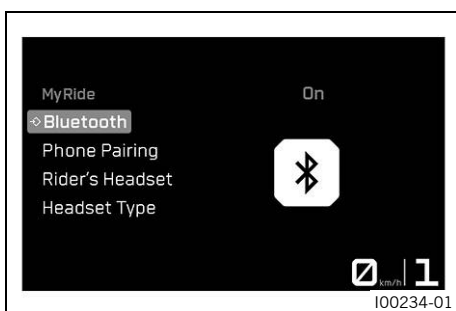 MyRide On
Bluetooth
Phone Pairing
Rider's Headset
Headset Type
0 km/h 1
I00234-01